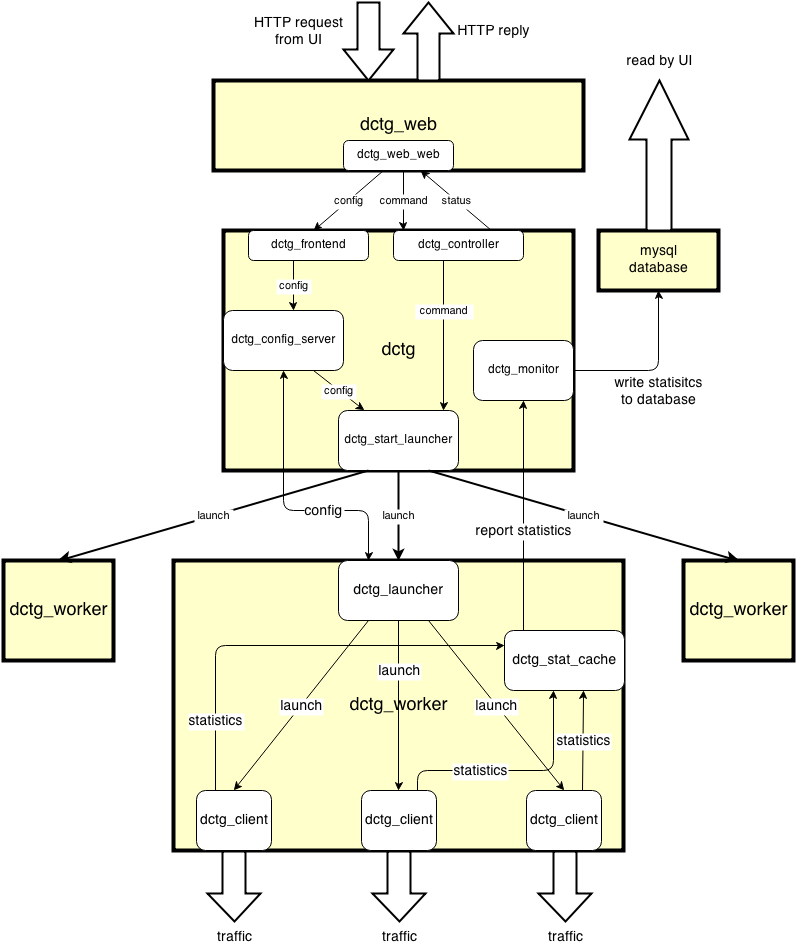 HTTP request
from UI
HTTP reply
read by UI
dctg_web
dctg_web_web
config
command
status
dctg_frontend
dctg_controller
mysql
database
config
command
dctg_config_server
dctg
dctg_monitor
config
write statisitcs
to database
dctg_start_launcher
launch
config
launch
launch
report statistics
dctg_worker
dctg_launcher
dctg_worker
dctg_stat_cache
launch
launch
dctg_worker
launch
statistics
statistics
statistics
dctg_client
dctg_client
dctg_client
traffic
traffic
traffic